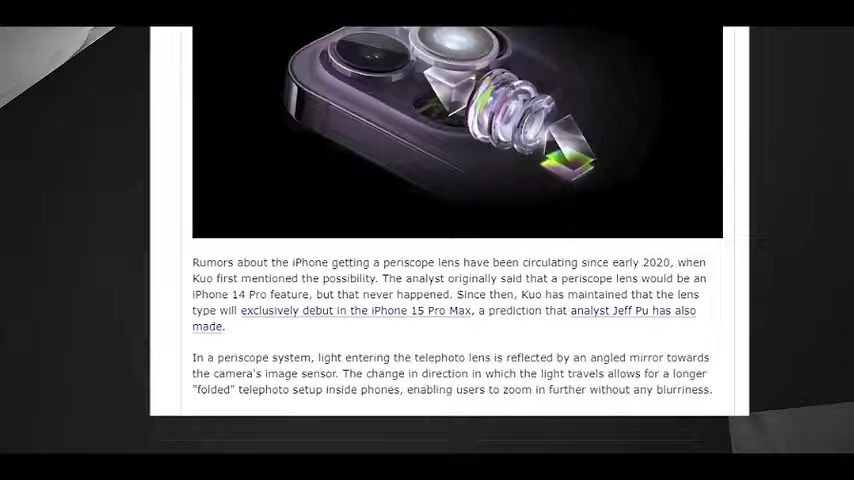 Rumors about the iPhone getting a periscope lens have been circulating since early 2020, when
Kuo first mentioned the possibility. The analyst originally said that a periscope lens would be an
iPhone 14 Pro feature, but that never happened. Since then, Kuo has maintained that the lens
type will exclusively debut in the iPhone 15 Pro Max, a prediction that analyst Jeff Pu has also
made.
In a periscope system, light entering the telephoto lens is reflected by an angled mirror towards
the camera's image sensor. The change in direction in which the light travels allows for a longer
"folded" telephoto setup inside phones, enabling users to zoom in further without any blurriness.